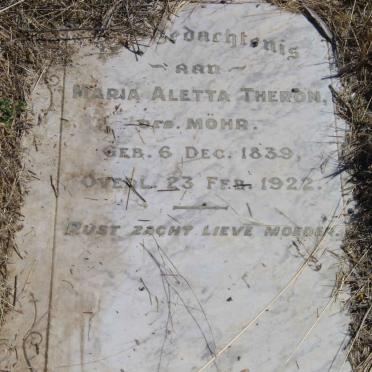 Gedachtenis
AAN
MARIA ALETTA THERON,
GEB. MÖHR.
GEB. 6 DEC. 1839,
OVERL. 23 FEB. 1922.
RUST ZACHT LIEVE MOEDER.